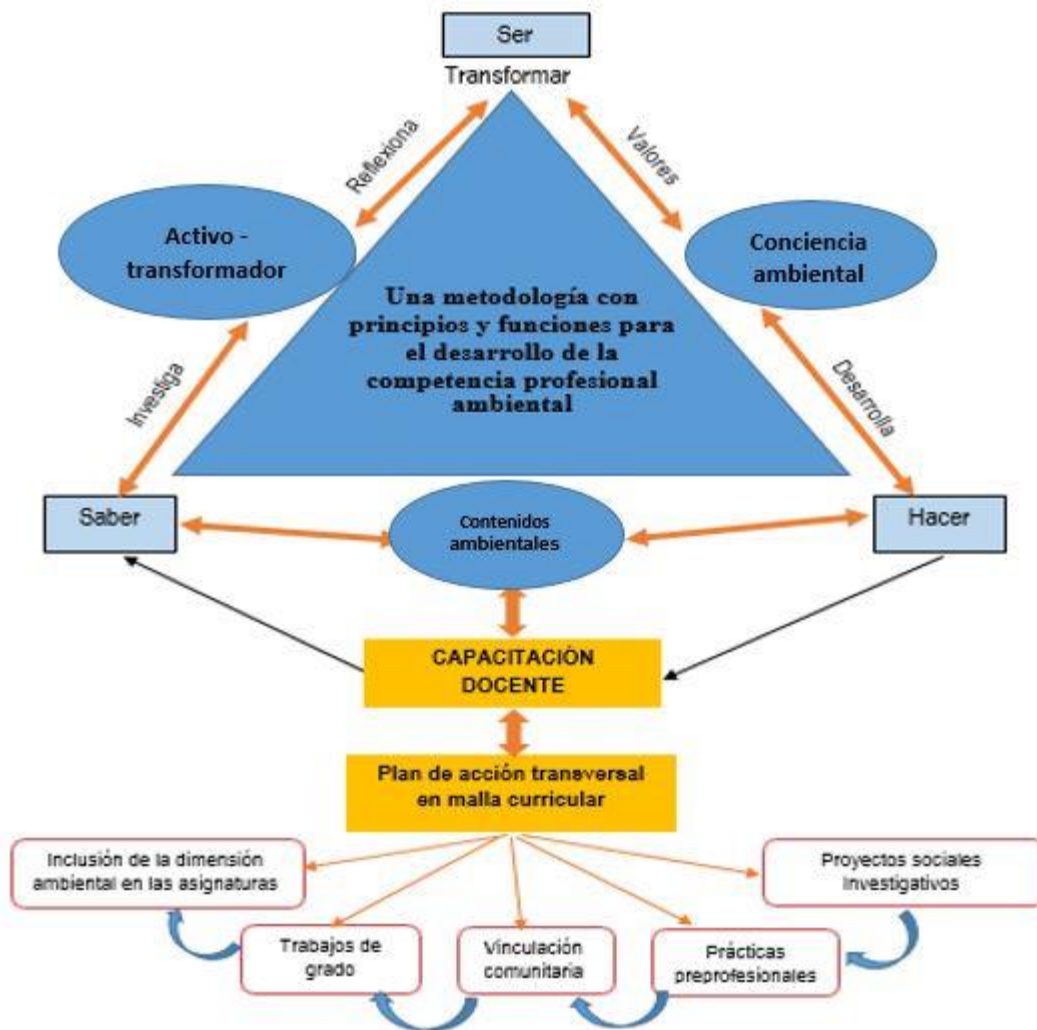 Ser
Transformar
Reflexiona
Valores
Activo -
transformador
Conciencia
ambiental
Una metodología con
principios y funciones para
el desarrollo de la
competencia profesional
ambiental
Investiga
Desarrolla
Saber
Contenidos
ambientales
Hacer
CAPACITACIÓN
DOCENTE
Plan de acción transversal
en malla curricular
Inclusión de la dimensión
ambiental en las asignaturas
Proyectos sociales
Investigativos
Trabajos de
grado
Vinculación
comunitaria
Prácticas
preprofesionales